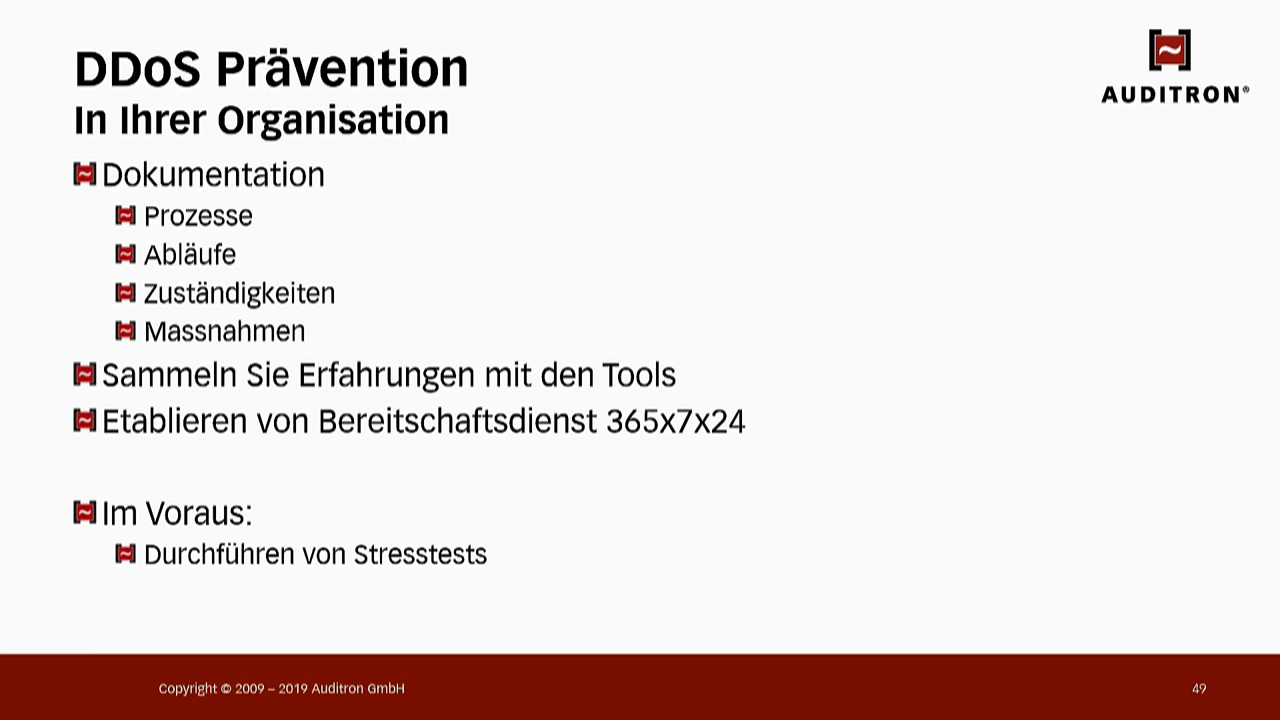 DDoS Prävention
In Ihrer Organisation
AUDITRON®
Dokumentation
Prozesse
Abläufe
Zuständigkeiten
Massnahmen
Sammeln Sie Erfahrungen mit den Tools
Etablieren von Bereitschaftsdienst 365x7x24
Im Voraus:
Durchführen von Stresstests
Copyright © 2009 – 2019 Auditron GmbH
49